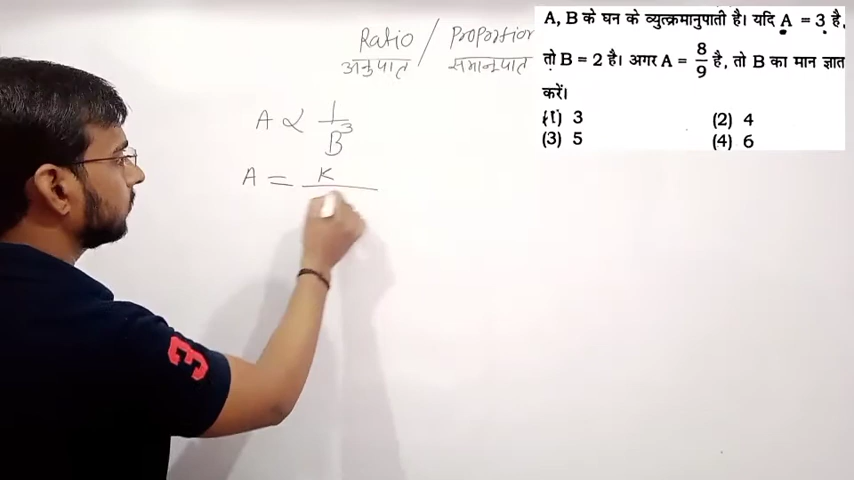 Ratio / Proportion
अनुपात समानुपात
A ∝ 1/B³
A = K
3
A, B के घन के व्युत्क्रमानुपाती है। यदि A = 3 है,
तो B = 2 है। अगर A = 8/9 है, तो B का मान ज्ञात
करें।
(1) 3 (2) 4
(3) 5 (4) 6